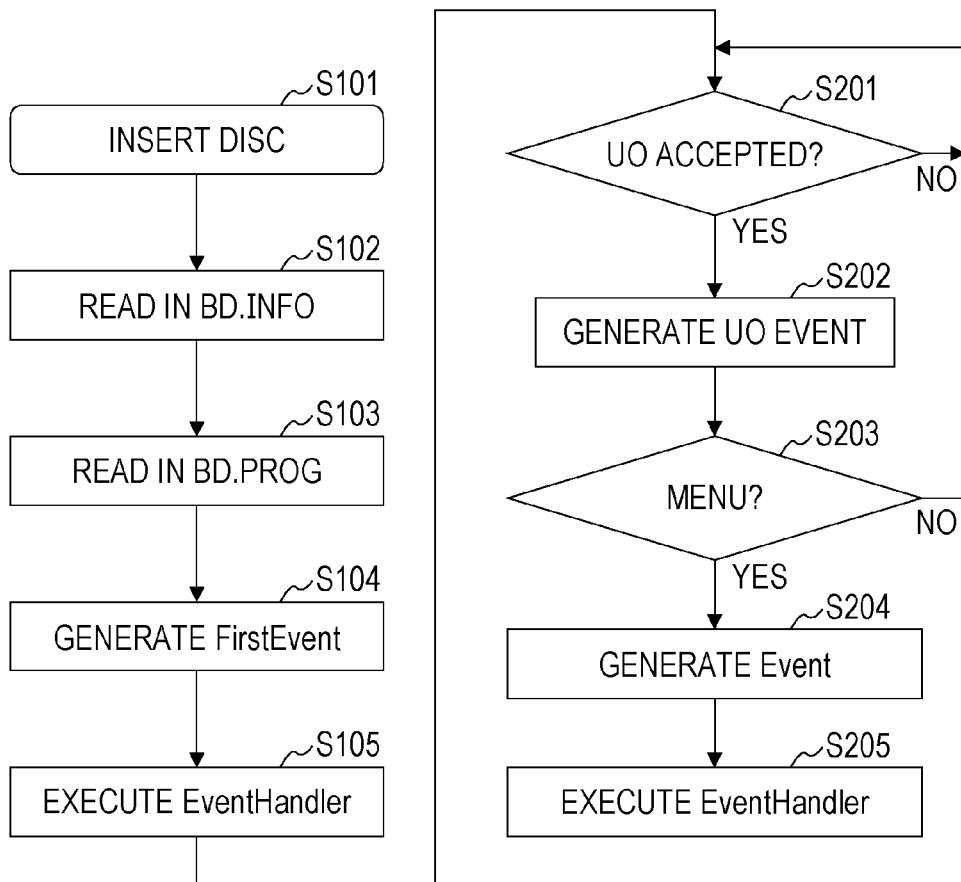 S101
INSERT DISC
S102
READ IN BD.INFO
S103
READ IN BD.PROG
S104
GENERATE FirstEvent
S105
EXECUTE EventHandler
S201
UO ACCEPTED?
NO
YES
S202
GENERATE UO EVENT
S203
MENU?
NO
YES
S204
GENERATE Event
S205
EXECUTE EventHandler